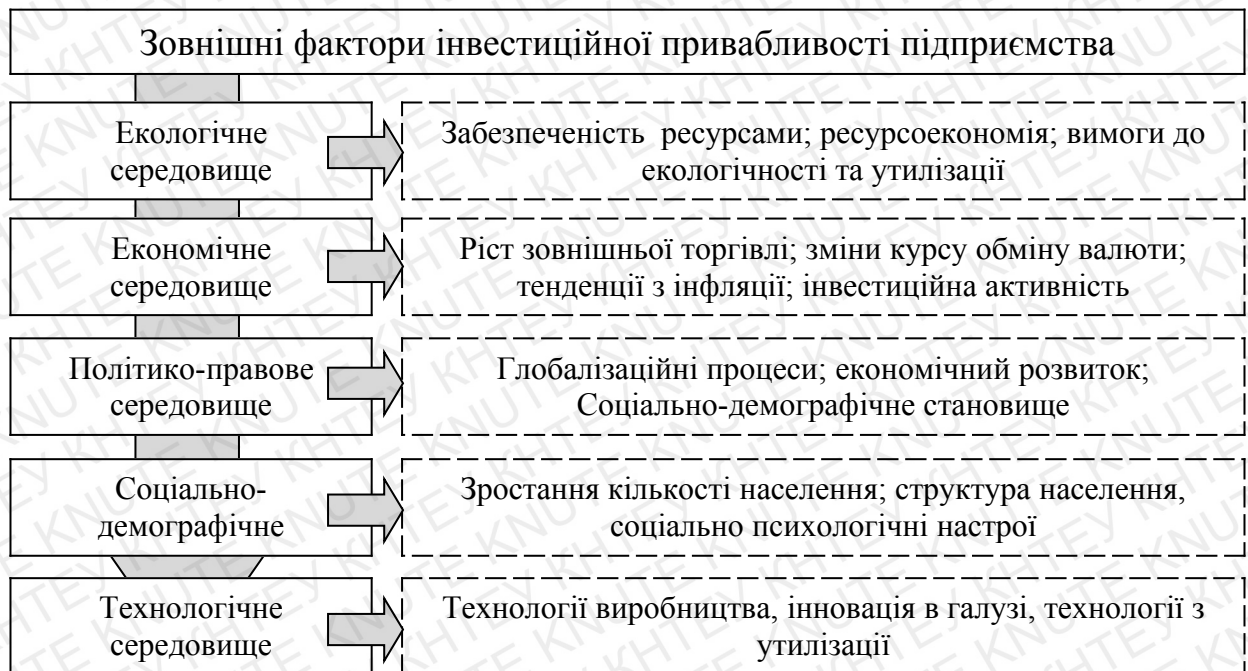 Зовнішні фактори інвестиційної привабливості підприємства
Екологічне
середовище
Забезпеченість ресурсами; ресурсоекономія; вимоги до
екологічності та утилізації
Економічне
середовище
Ріст зовнішньої торгівлі; зміни курсу обміну валюти;
тенденції з інфляції; інвестиційна активність
Політико-правове
середовище
Глобалізаційні процеси; економічний розвиток;
Соціально-демографічне становище
Соціально-
демографічне
Зростання кількості населення; структура населення,
соціально психологічні настрої
Технологічне
середовище
Технології виробництва, інновація в галузі, технології з
утилізації